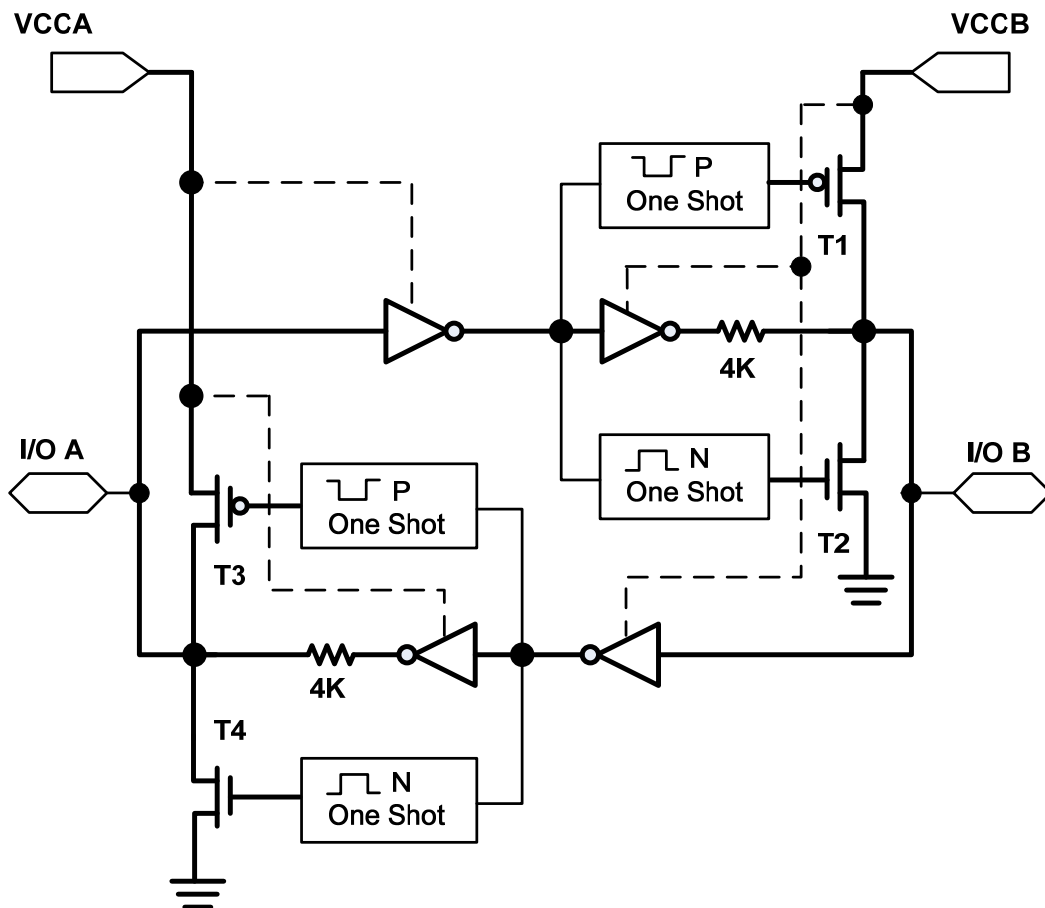 VCCA
VCCB
P
One Shot
T1
4K
I/O A
I/O B
N
One Shot
P
One Shot
T2
T3
4K
T4
N
One Shot